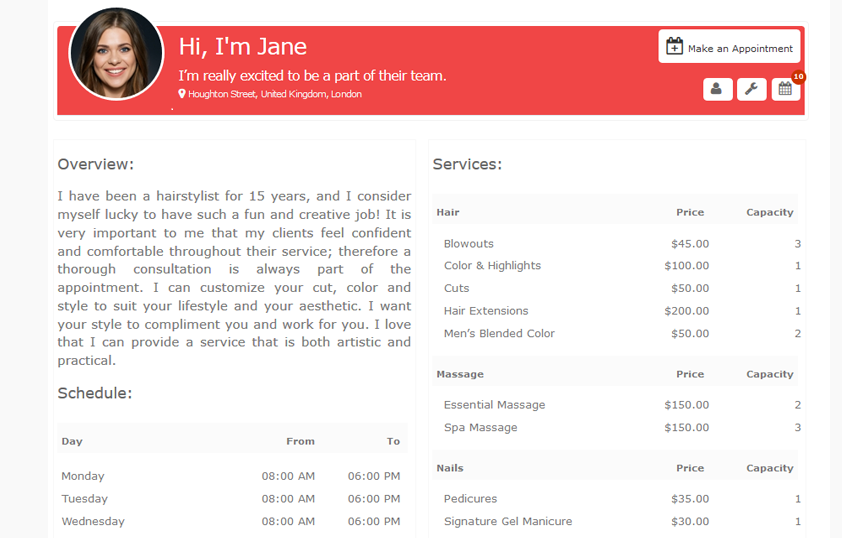 Hi, I'm Jane
Make an Appointment
I’m really excited to be a part of their team.
Houghton Street, United Kingdom, London
10
.
Overview:
I have been a hairstylist for 15 years, and I consider
myself lucky to have such a fun and creative job! It is
very important to me that my clients feel confident
and comfortable throughout their service; therefore a
thorough consultation is always part of the
appointment. I can customize your cut, color and
style to suit your lifestyle and your aesthetic. I want
your style to compliment you and work for you. I love
that I can provide a service that is both artistic and
practical.
Schedule:
Day From To
Monday 08:00 AM 06:00 PM
Tuesday 08:00 AM 06:00 PM
Wednesday 08:00 AM 06:00 PM
Services:
Hair Price Capacity
Blowouts $45.00 3
Color & Highlights $100.00 1
Cuts $50.00 1
Hair Extensions $200.00 1
Men’s Blended Color $50.00 2
Massage Price Capacity
Essential Massage $150.00 2
Spa Massage $150.00 3
Nails Price Capacity
Pedicures $35.00 1
Signature Gel Manicure $30.00 1